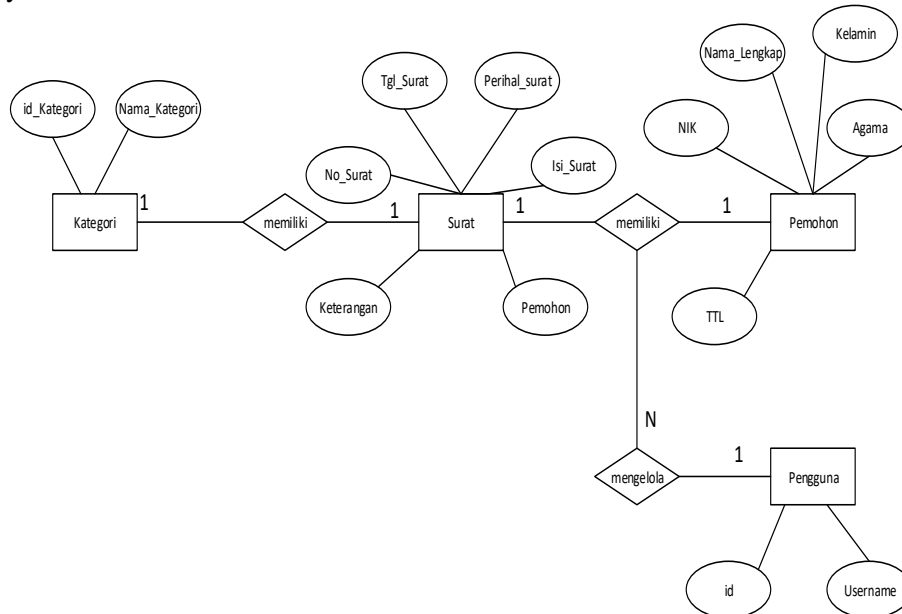 Kelamin
Nama_Lengkap
Tgl_Surat
Perihal_surat
id_Kategori
Nama_Kategori
NIK
Agama
No_Surat
Isi_Surat
Kategori
1
memiliki
1
Surat
1
memiliki
1
Pemohon
Keterangan
Pemohon
TTL
N
mengelola
1
Pengguna
id
Username